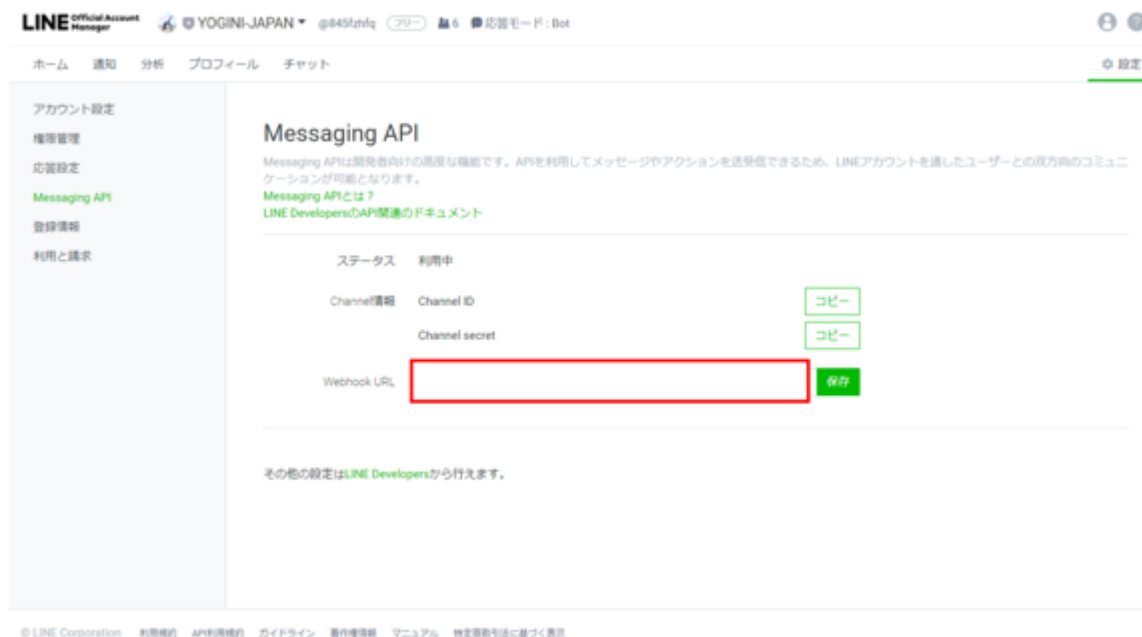 LINE Official Account Manager YOGINI-JAPAN @845fzhfq フリー 6 応答モード : Bot
ホーム 通知 分析 プロフィール チャット 設定
アカウント設定
権限管理
応答設定
Messaging API
登録情報
利用と請求
Messaging API
Messaging APIは開発者向けの高度な機能です。APIを利用してメッセージやアクションを送受信できるため、LINEアカウントを通したユーザーとの双方向のコミュニ
ケーションが可能となります。
Messaging APIとは？
LINE DevelopersのAPI関連のドキュメント
ステータス 利用中
Channel情報 Channel ID コピー
Channel secret コピー
Webhook URL 保存
その他の設定はLINE Developersから行えます。
© LINE Corporation 利用規約 API利用規約 ガイドライン 著作権情報 マニュアル 特定商取引法に基づく表示